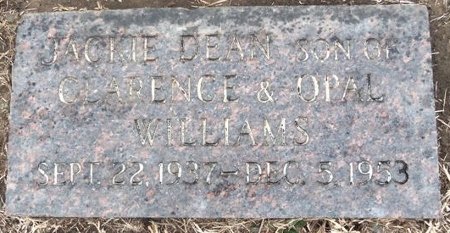 JACKIE DEAN SON OF
CLARENCE & OPAL
WILLIAMS
SEPT. 22, 1937–DEC. 5, 1953